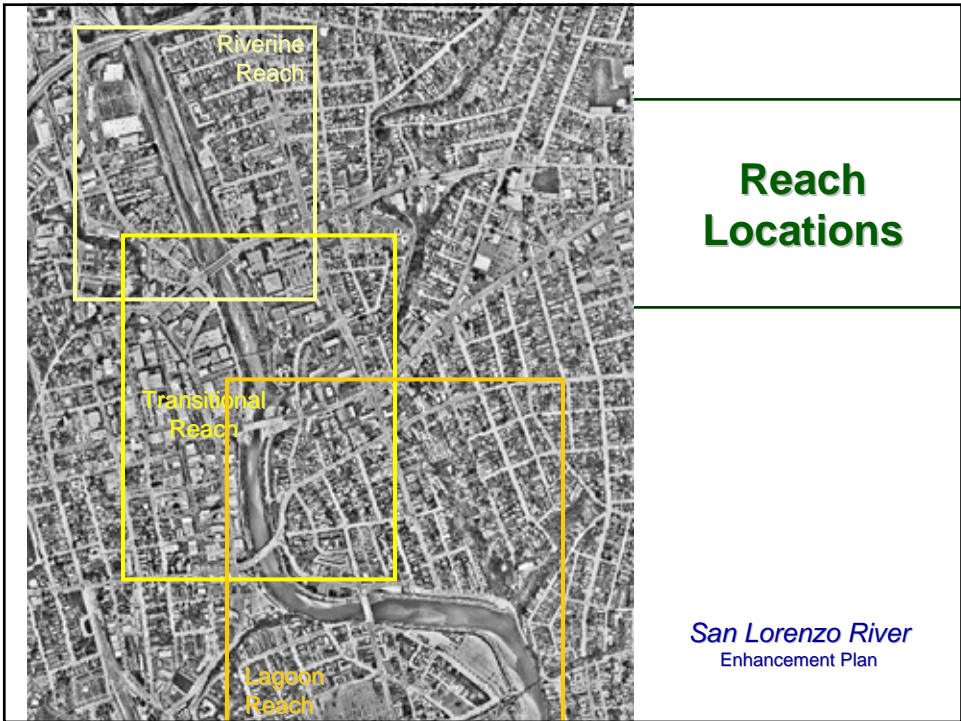 Riverine
Reach
Reach
Locations
Transitional
Reach
Lagoon
Reach
San Lorenzo River
Enhancement Plan